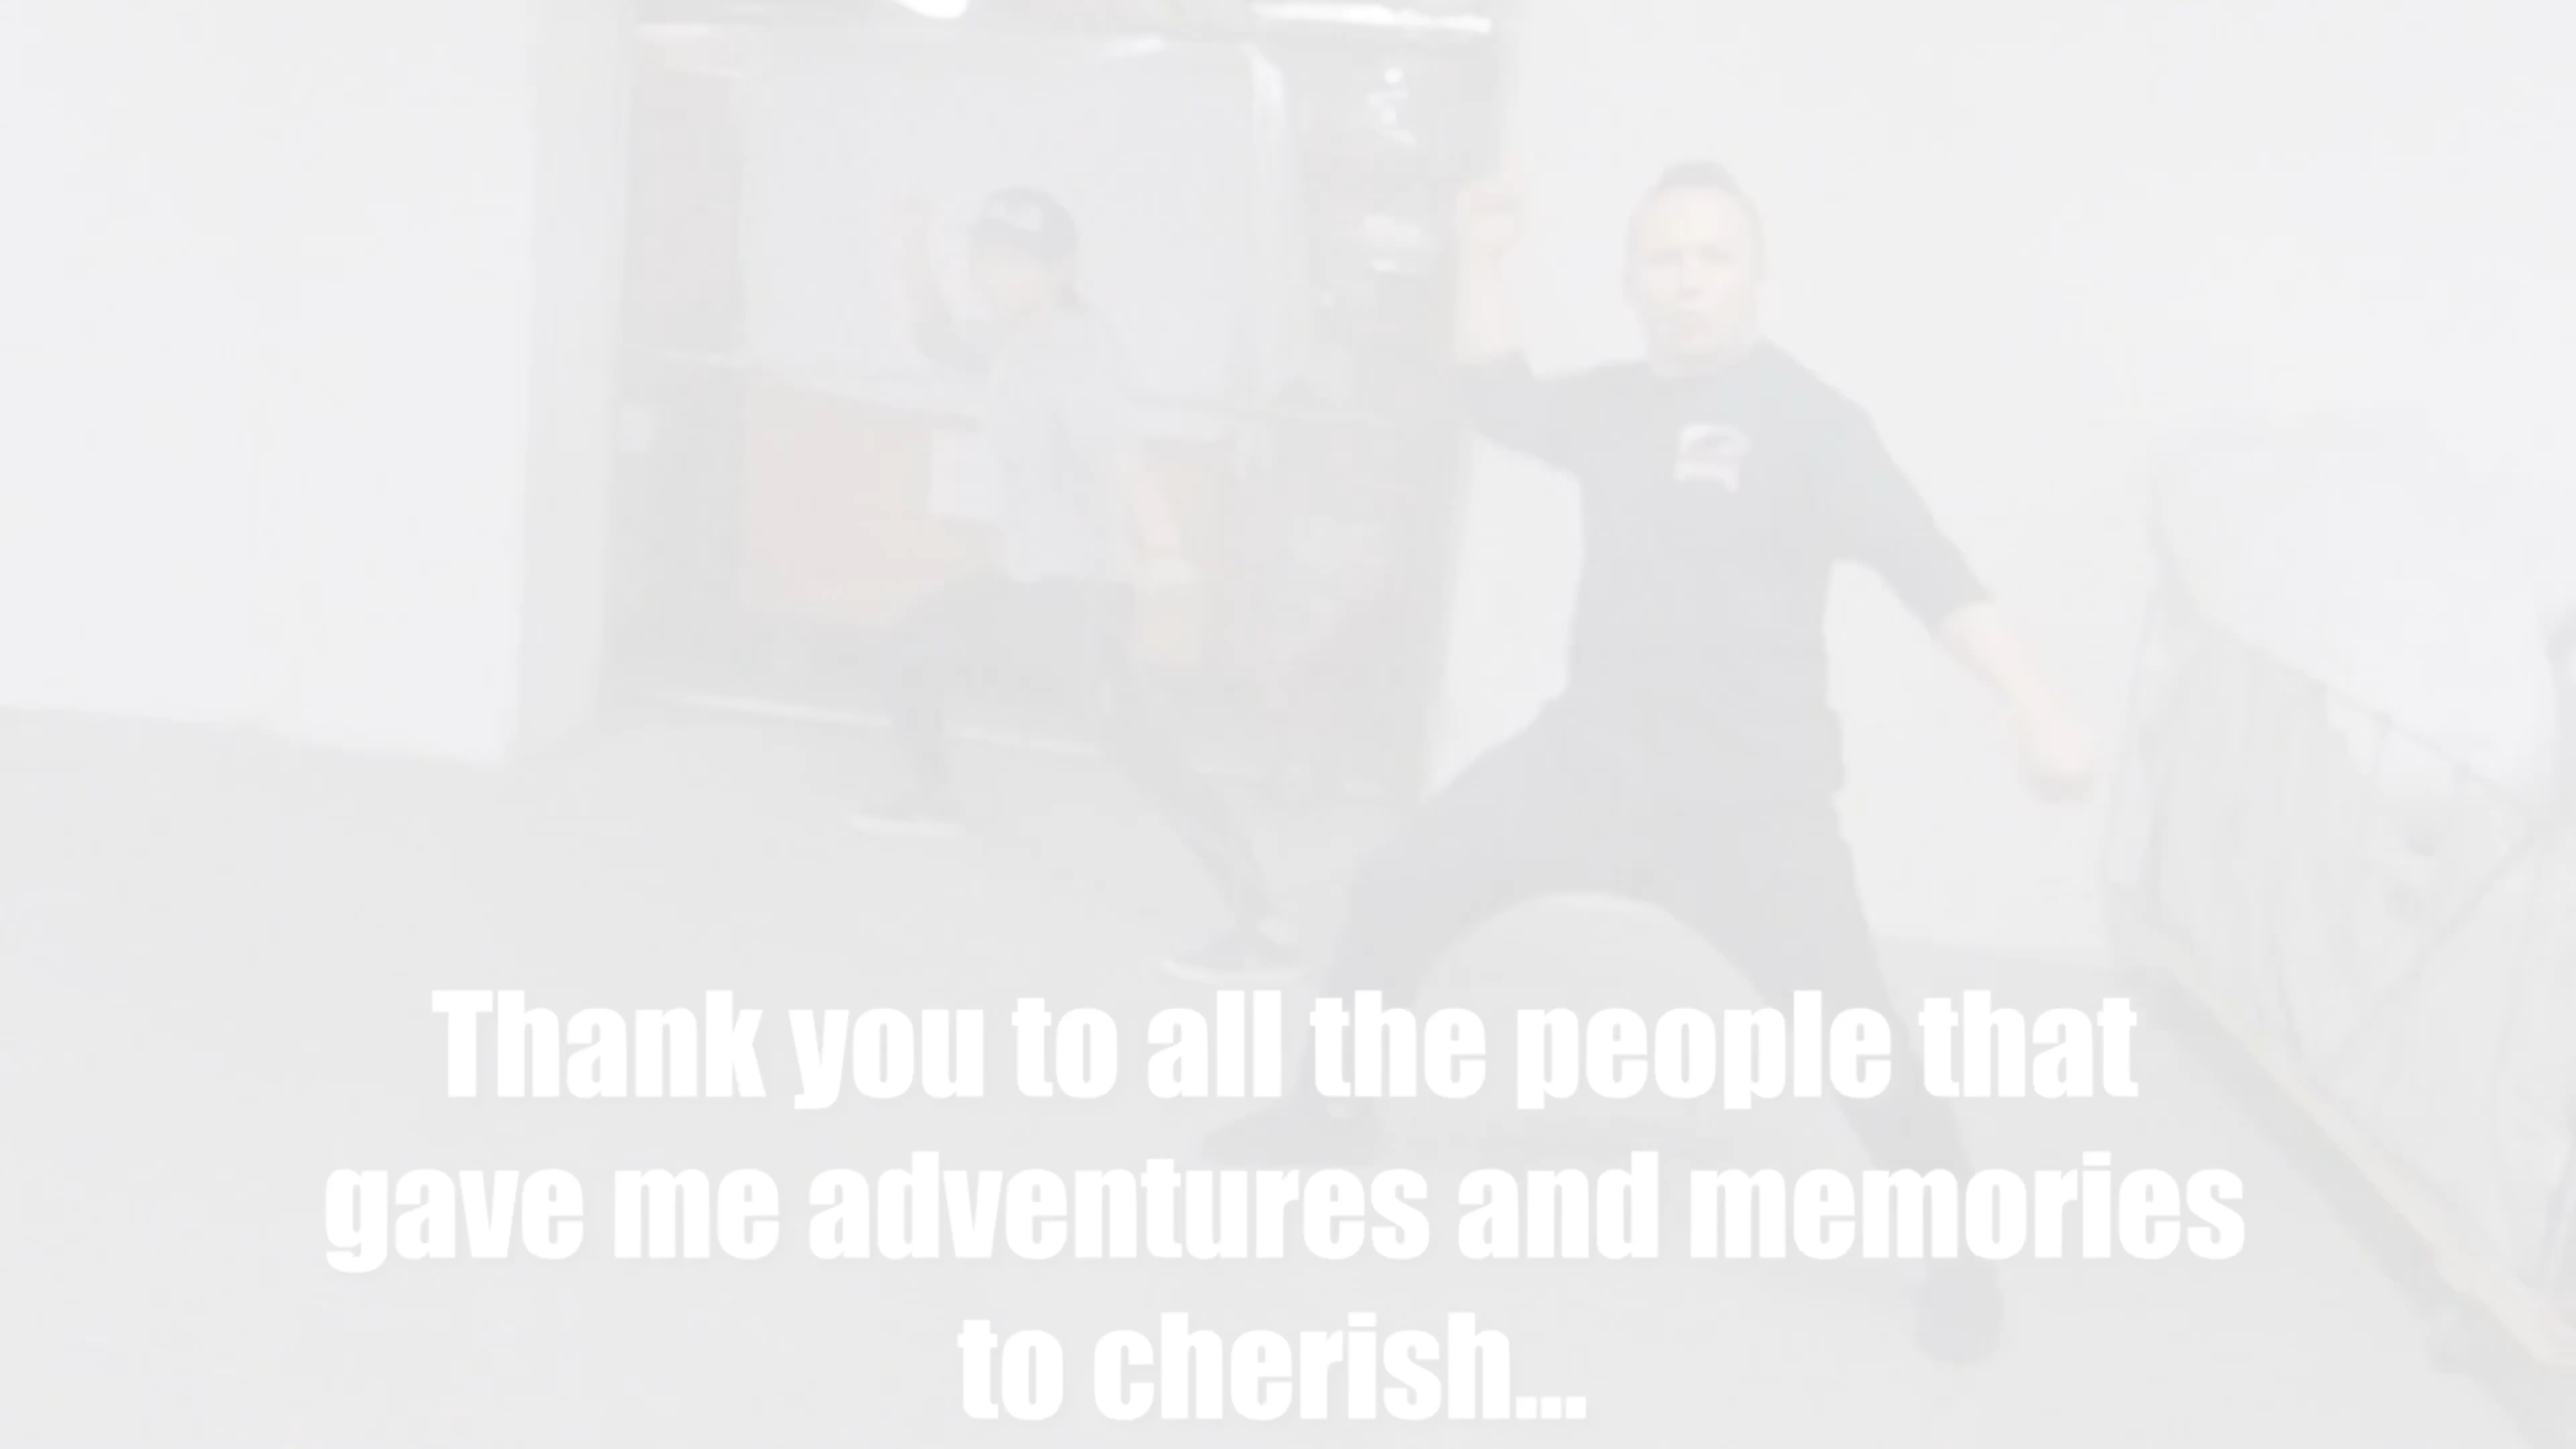 Thank you to all the people that
gave me adventures and memories
to cherish...